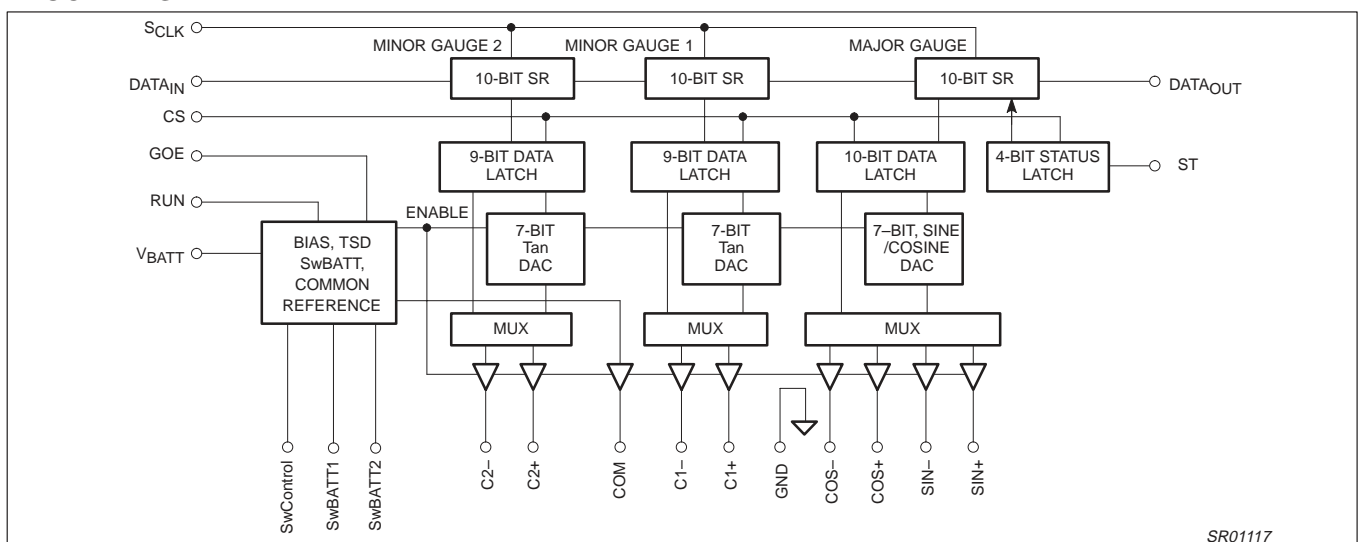 SCLK
MINOR GAUGE 2
MINOR GAUGE 1
MAJOR GAUGE
DATAIN
10-BIT SR
10-BIT SR
10-BIT SR
DATAOUT
CS
GOE
9-BIT DATA
LATCH
9-BIT DATA
LATCH
10-BIT DATA
LATCH
4-BIT STATUS
LATCH
ST
RUN
ENABLE
VBATT
BIAS, TSD
SwBATT,
COMMON
REFERENCE
7-BIT
Tan
DAC
7-BIT
Tan
DAC
7–BIT, SINE
/COSINE
DAC
MUX
MUX
MUX
SwControl
SwBATT1
SwBATT2
C2–
C2+
COM
C1–
C1+
GND
COS–
COS+
SIN–
SIN+
SR01117